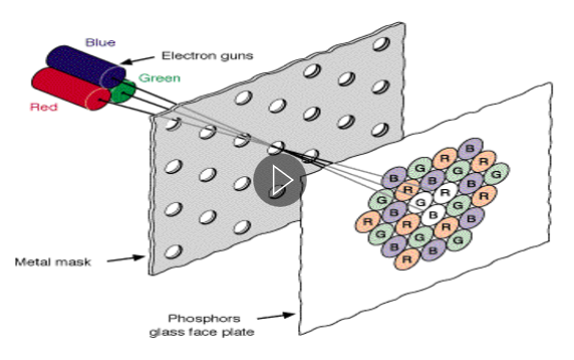 Blue
Electron guns
Green
Red
B G R B
G R B G R
R B G R B G
G R B G R
B G R B
R B G
Metal mask
Phosphors
glass face plate